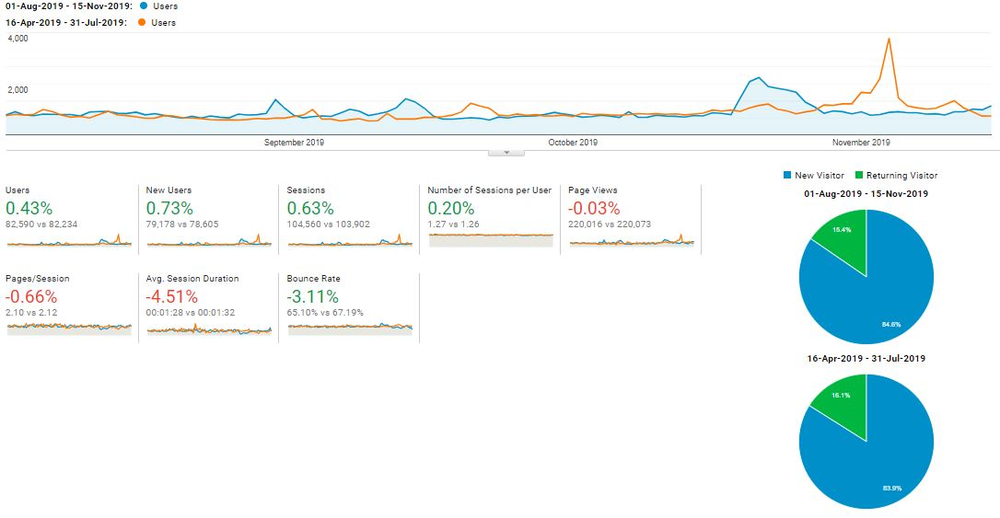 01-Aug-2019 - 15-Nov-2019: Users
16-Apr-2019 - 31-Jul-2019: Users
4,000
2,000
September 2019
October 2019
November 2019
Users
0.43%
82,590 vs 82,234
New Users
0.73%
79,178 vs 78,605
Sessions
0.63%
104,560 vs 103,902
Number of Sessions per User
0.20%
1.27 vs 1.26
Page Views
-0.03%
220,016 vs 220,073
Pages/Session
-0.66%
2.10 vs 2.12
Avg. Session Duration
-4.51%
00:01:28 vs 00:01:32
Bounce Rate
-3.11%
65.10% vs 67.19%
New Visitor Returning Visitor
01-Aug-2019 - 15-Nov-2019
15.4%
84.6%
16-Apr-2019 - 31-Jul-2019
16.1%
83.9%